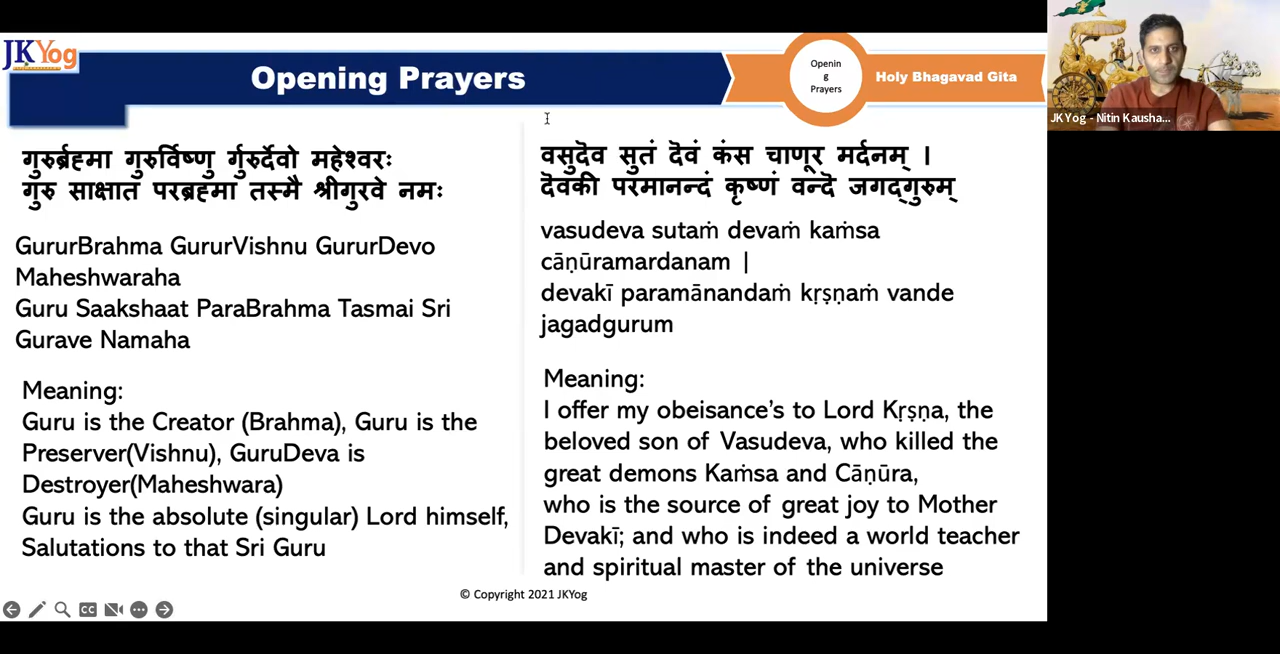 JKYog
Opening Prayers
Openin
g
Prayers
Holy Bhagavad Gita
JKYog - Nitin Kausha...
गुरुर्ब्रह्मा गुरुर्विष्णु र्गुरुर्देवो महेश्वरः
गुरु साक्षात परब्रह्मा तस्मै श्रीगुरवे नमः
GururBrahma GururVishnu GururDevo
Maheshwaraha
Guru Saakshaat ParaBrahma Tasmai Sri
Gurave Namaha
Meaning:
Guru is the Creator (Brahma), Guru is the
Preserver(Vishnu), GuruDeva is
Destroyer(Maheshwara)
Guru is the absolute (singular) Lord himself,
Salutations to that Sri Guru
वसुदॆव सुतं दॆवं कंस चाणूर मर्दनम् ।
दॆवकी परमानन्दं कृष्णं वन्दॆ जगद्गुरुम्
vasudeva sutaṁ devaṁ kaṁsa
cāṇūramardanam |
devakī paramānandaṁ kṛṣṇaṁ vande
jagadgurum
Meaning:
I offer my obeisance's to Lord Kṛṣṇa, the
beloved son of Vasudeva, who killed the
great demons Kaṁsa and Cāṇūra,
who is the source of great joy to Mother
Devakī; and who is indeed a world teacher
and spiritual master of the universe
© Copyright 2021 JKYog
CC